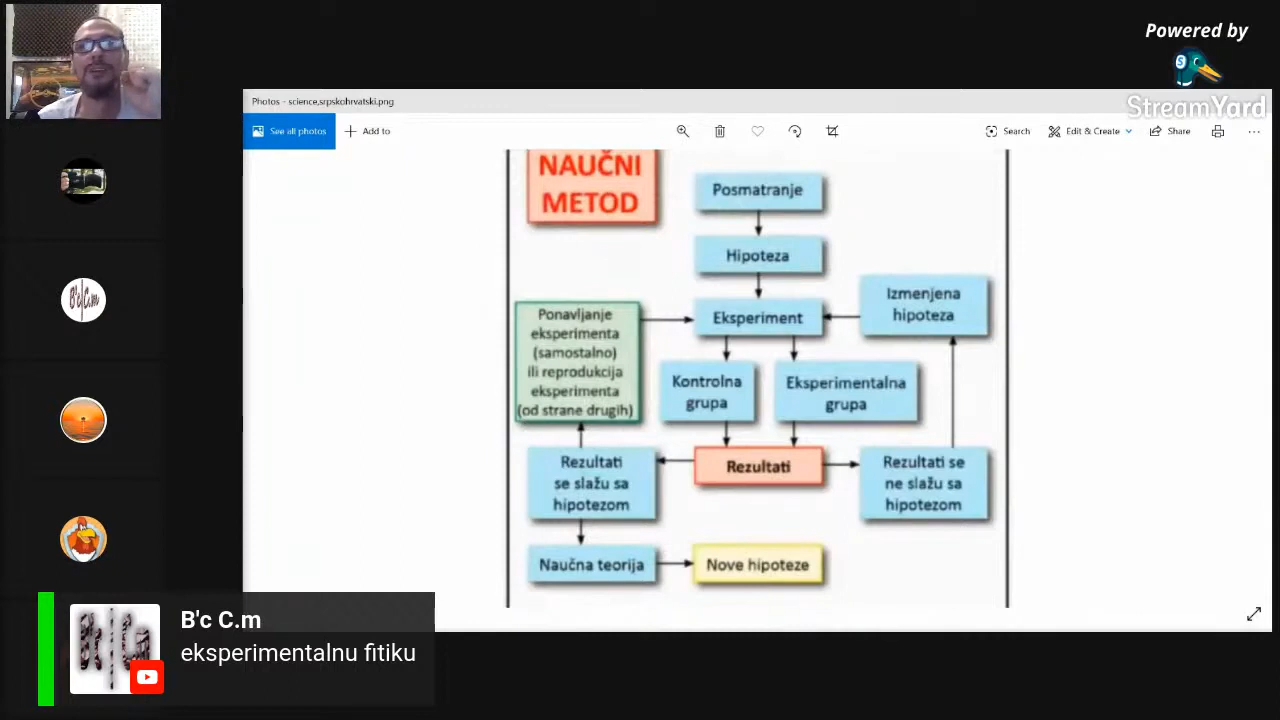 Powered by
StreamYard
Photos - science,srpskohrvatski.png
See all photos
Add to
Search
Edit & Create
Share
NAUČNI
METOD
Posmatranje
Hipoteza
Izmenjena
hipoteza
Ponavljanje
eksperimenta
(samostalno)
ili reprodukcija
eksperimenta
(od strane drugih)
Eksperiment
Kontrolna
grupa
Eksperimentalna
grupa
Rezultati
se slažu sa
hipotezom
Rezultati
Rezultati se
ne slažu sa
hipotezom
Naučna teorija
Nove hipoteze
B'c C.m
eksperimentalnu fitiku